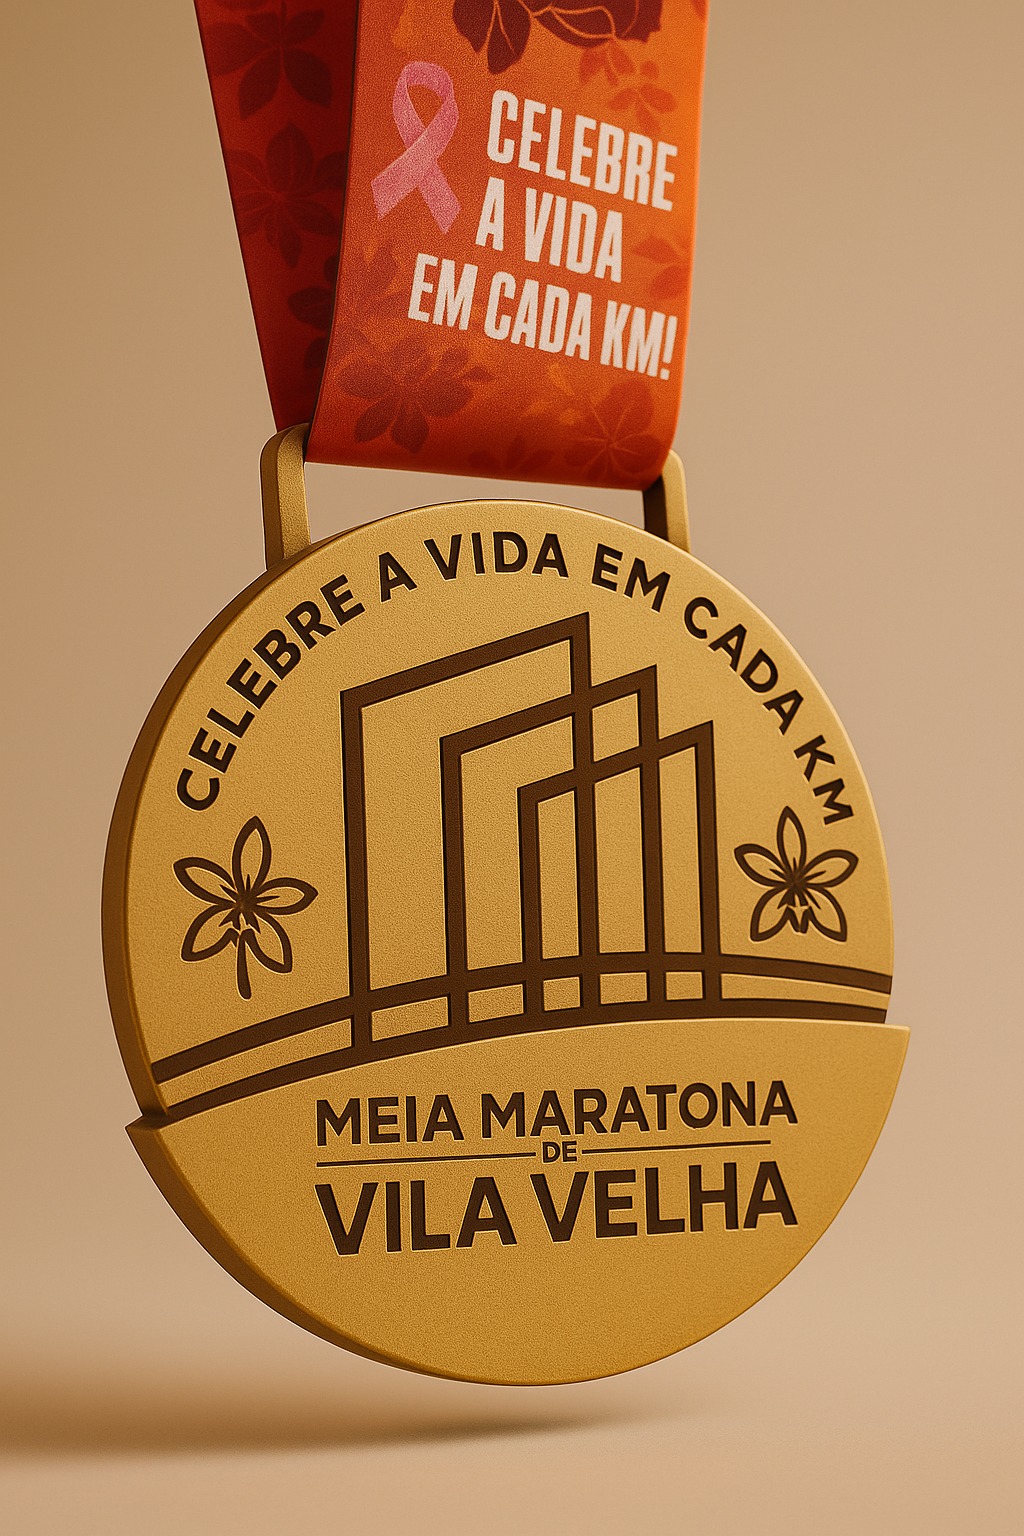 CELEBRE
A VIDA
EM CADA KM!
CELEBRE A VIDA EM CADA KM
MEIA MARATONA
DE
VILA VELHA